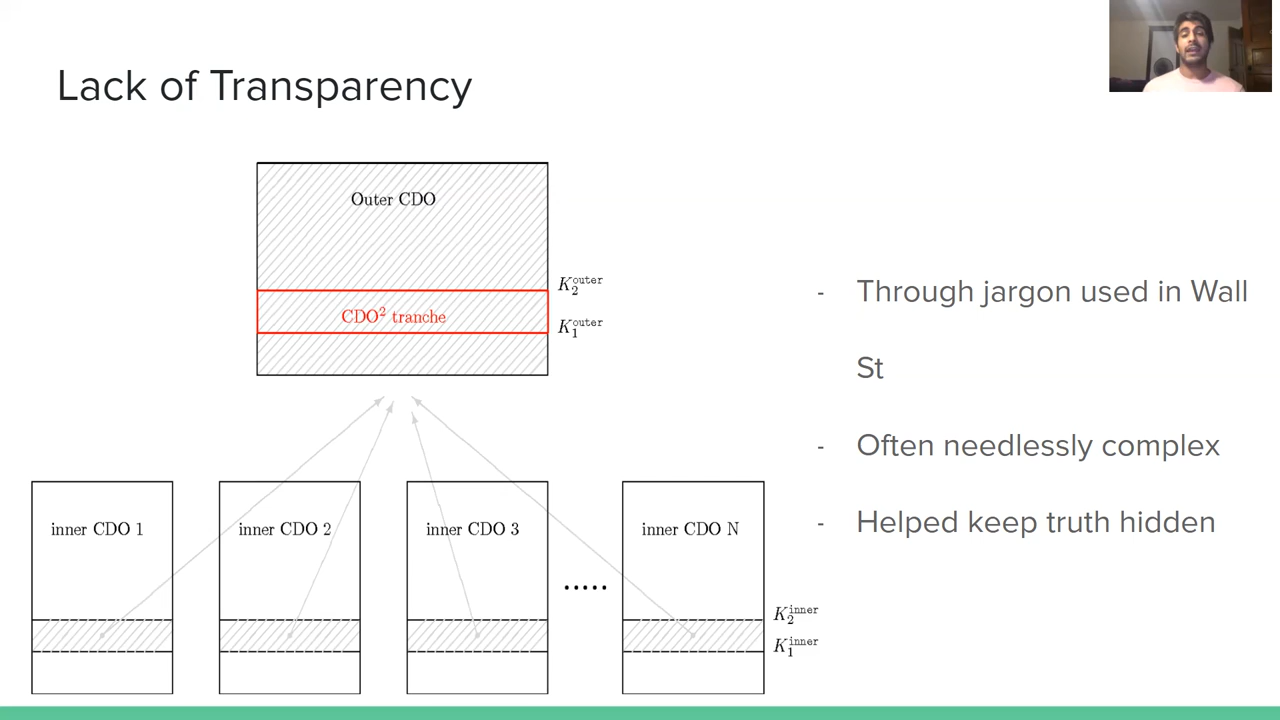 Lack of Transparency
Outer CDO
K₂ᵒᵘᵗᵉʳ
CDO² tranche
K₁ᵒᵘᵗᵉʳ
- Through jargon used in Wall
St
- Often needlessly complex
- Helped keep truth hidden
inner CDO 1
inner CDO 2
inner CDO 3
.....
inner CDO N
K₂ⁱⁿⁿᵉʳ
K₁ⁱⁿⁿᵉʳ